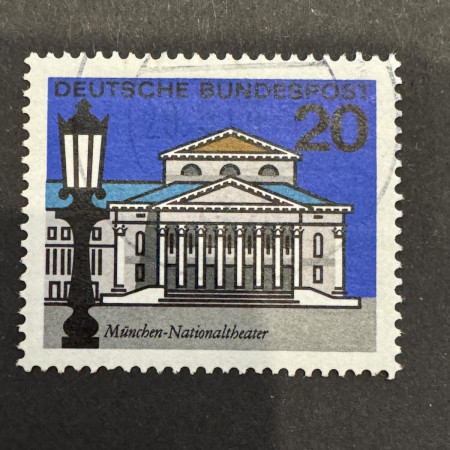 DEUTSCHE BUNDESPOST
20
München-Nationaltheater